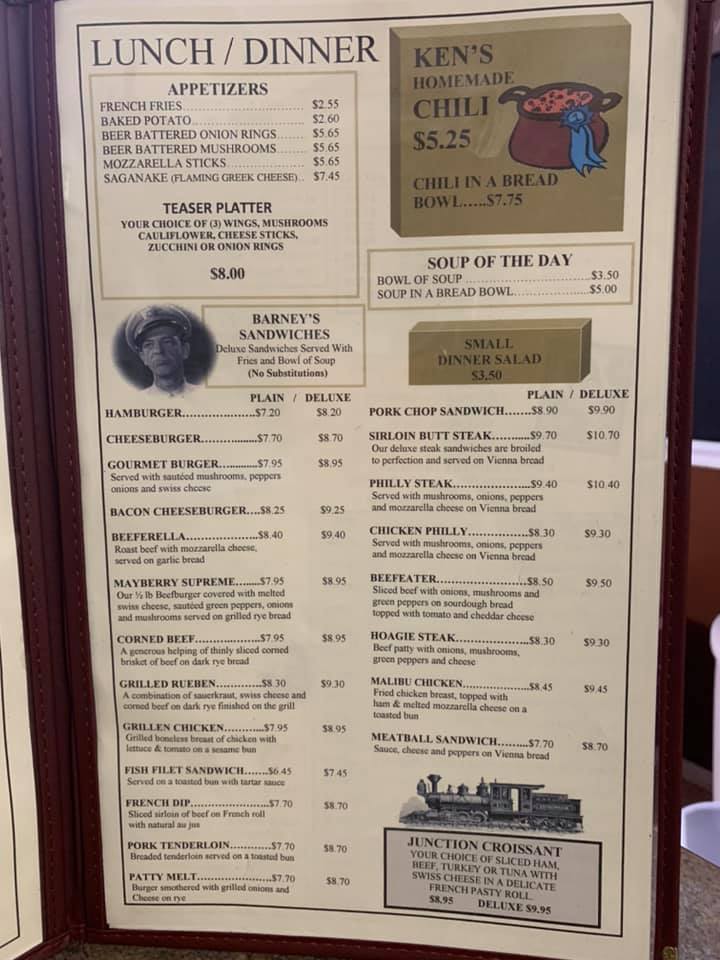 LUNCH / DINNER
APPETIZERS
FRENCH FRIES.................................. $2.55
BAKED POTATO.............................. $2.60
BEER BATTERED ONION RINGS....... $5.65
BEER BATTERED MUSHROOMS....... $5.65
MOZZARELLA STICKS.................... $5.65
SAGANAKE (FLAMING GREEK CHEESE).. $7.45
TEASER PLATTER
YOUR CHOICE OF (3) WINGS, MUSHROOMS
CAULIFLOWER, CHEESE STICKS,
ZUCCHINI OR ONION RINGS
$8.00
KEN'S
HOMEMADE
CHILI
$5.25
CHILI IN A BREAD
BOWL.....$7.75
SOUP OF THE DAY
BOWL OF SOUP ..................................$3.50
SOUP IN A BREAD BOWL....................$5.00
BARNEY'S
SANDWICHES
Deluxe Sandwiches Served With
Fries and Bowl of Soup
(No Substitutions)
SMALL
DINNER SALAD
$3.50
PLAIN / DELUXE
HAMBURGER....................$7.20 $8.20
CHEESEBURGER...............$7.70 $8.70
GOURMET BURGER............$7.95 $8.95
Served with sautéed mushrooms, peppers
onions and swiss cheese
BACON CHEESEBURGER....$8.25 $9.25
BEEFERELLA....................$8.40 $9.40
Roast beef with mozzarella cheese,
served on garlic bread
MAYBERRY SUPREME.......$7.95 $8.95
Our ½ lb Beefburger covered with melted
swiss cheese, sautéed green peppers, onions
and mushrooms served on grilled rye bread
CORNED BEEF..................$7.95 $8.95
A generous helping of thinly sliced corned
brisket of beef on dark rye bread
GRILLED RUEBEN..............$8.30 $9.30
A combination of sauerkraut, swiss cheese and
corned beef on dark rye finished on the grill
GRILLEN CHICKEN...........$7.95 $8.95
Grilled boneless breast of chicken with
lettuce & tomato on a sesame bun
FISH FILET SANDWICH.......$6.45 $7.45
Served on a toasted bun with tartar sauce
FRENCH DIP.......................$7.70 $8.70
Sliced sirloin of beef on French roll
with natural au jus
PORK TENDERLOIN............$7.70 $8.70
Breaded tenderloin served on a toasted bun
PATTY MELT......................$7.70 $8.70
Burger smothered with grilled onions and
Cheese on rye
PLAIN / DELUXE
PORK CHOP SANDWICH.......$8.90 $9.90
SIRLOIN BUTT STEAK...........$9.70 $10.70
Our deluxe steak sandwiches are broiled
to perfection and served on Vienna bread
PHILLY STEAK......................$9.40 $10.40
Served with mushrooms, onions, peppers
and mozzarella cheese on Vienna bread
CHICKEN PHILLY..................$8.30 $9.30
Served with mushrooms, onions, peppers
and mozzarella cheese on Vienna bread
BEEFEATER..........................$8.50 $9.50
Sliced beef with onions, mushrooms and
green peppers on sourdough bread
topped with tomato and cheddar cheese
HOAGIE STEAK.....................$8.30 $9.30
Beef patty with onions, mushrooms,
green peppers and cheese
MALIBU CHICKEN...................$8.45 $9.45
Fried chicken breast, topped with
ham & melted mozzarella cheese on a
toasted bun
MEATBALL SANDWICH.........$7.70 $8.70
Sauce, cheese and peppers on Vienna bread
JUNCTION CROISSANT
YOUR CHOICE OF SLICED HAM,
BEEF, TURKEY OR TUNA WITH
SWISS CHEESE IN A DELICATE
FRENCH PASTY ROLL.
$8.95 DELUXE $9.95